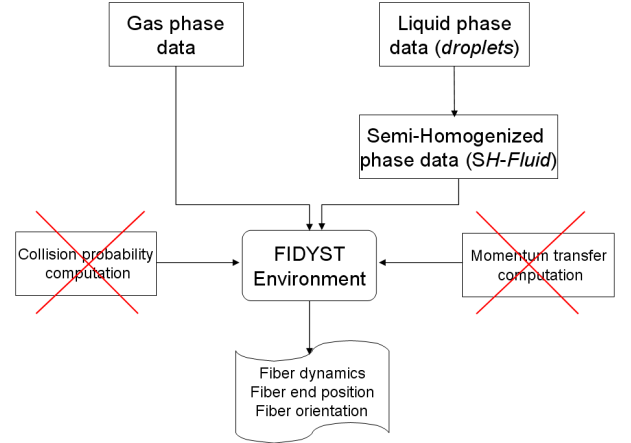 Gas phase
data
Liquid phase
data (droplets)
Semi-Homogenized
phase data (SH-Fluid)
Collision probability
computation
FIDYST
Environment
Momentum transfer
computation
Fiber dynamics
Fiber end position
Fiber orientation